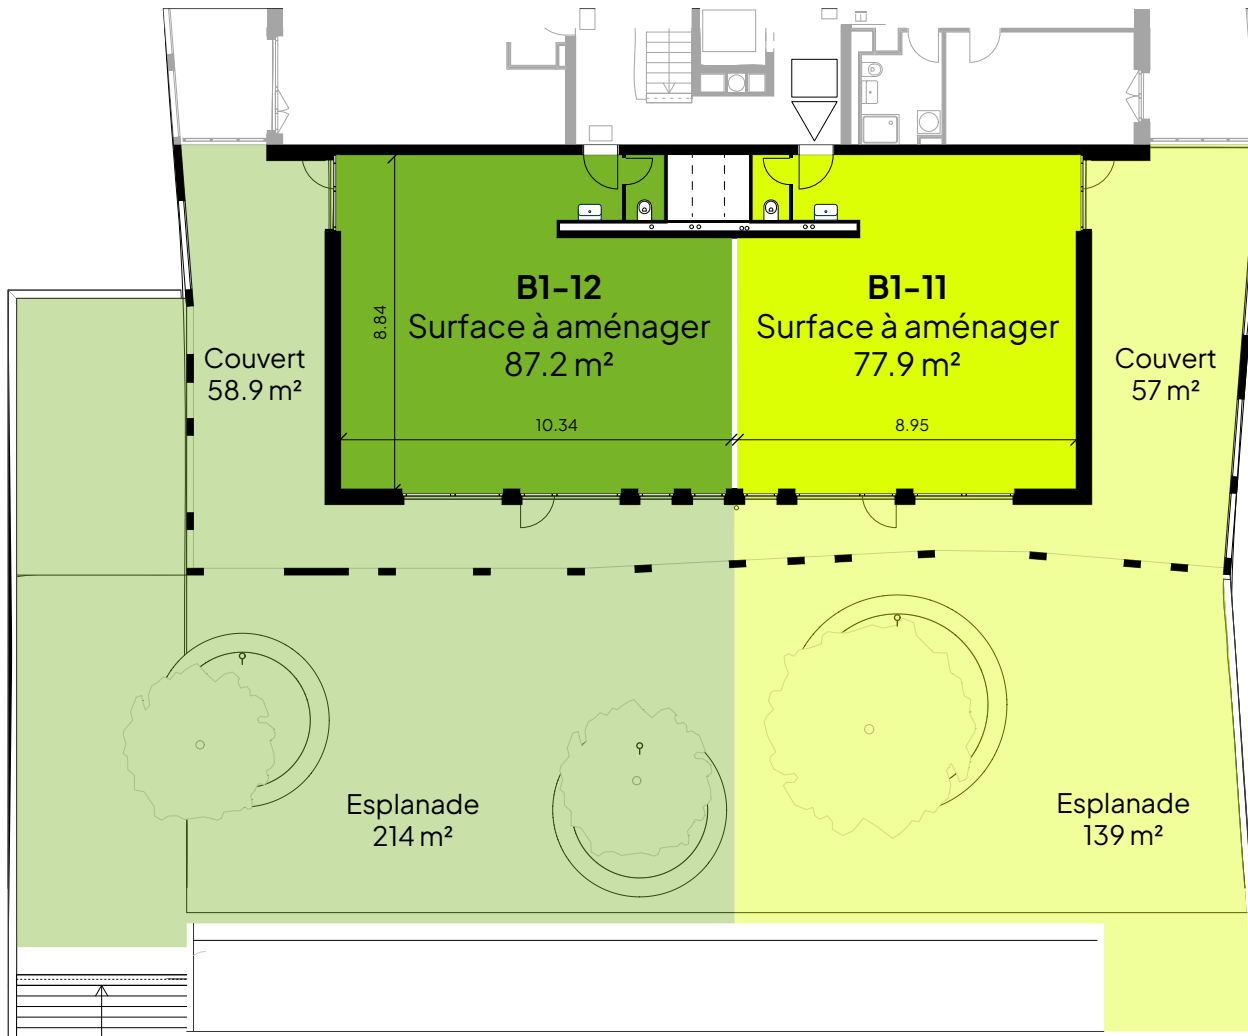 B1-12
Surface à aménager
87.2 m²
B1-11
Surface à aménager
77.9 m²
8.84
Couvert
58.9 m²
Couvert
57 m²
10.34
8.95
Esplanade
214 m²
Esplanade
139 m²